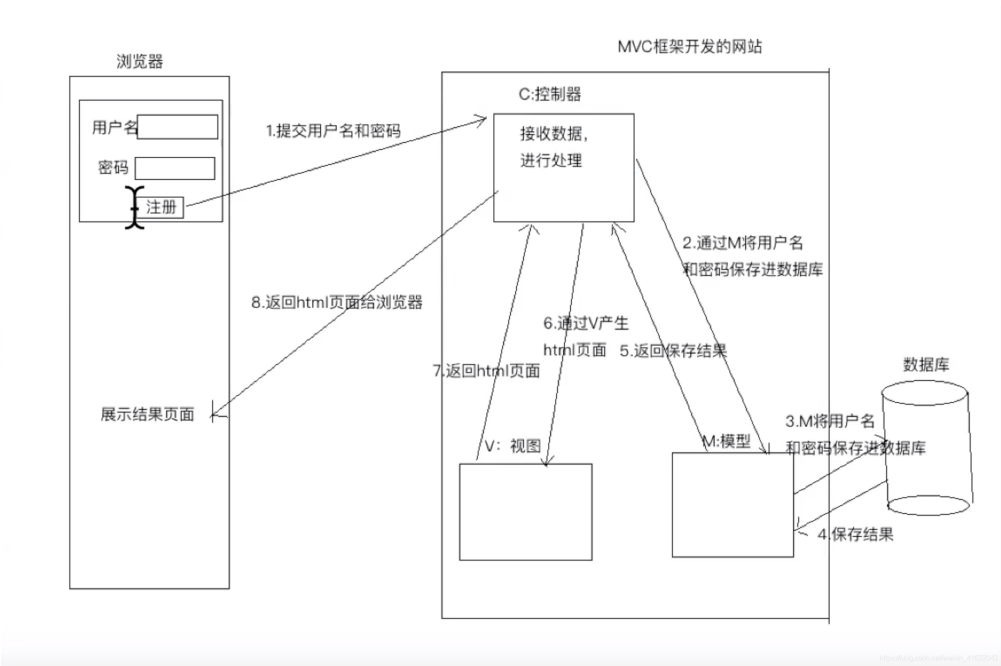 MVC框架开发的网站
浏览器
C:控制器
用户名
密码
注册
1.提交用户名和密码
接收数据，
进行处理
2.通过M将用户名
和密码保存进数据库
8.返回html页面给浏览器
6.通过V产生
html页面
5.返回保存结果
7.返回html页面
数据库
展示结果页面
V：视图
M:模型
3.M将用户名
和密码保存进数据库
4.保存结果